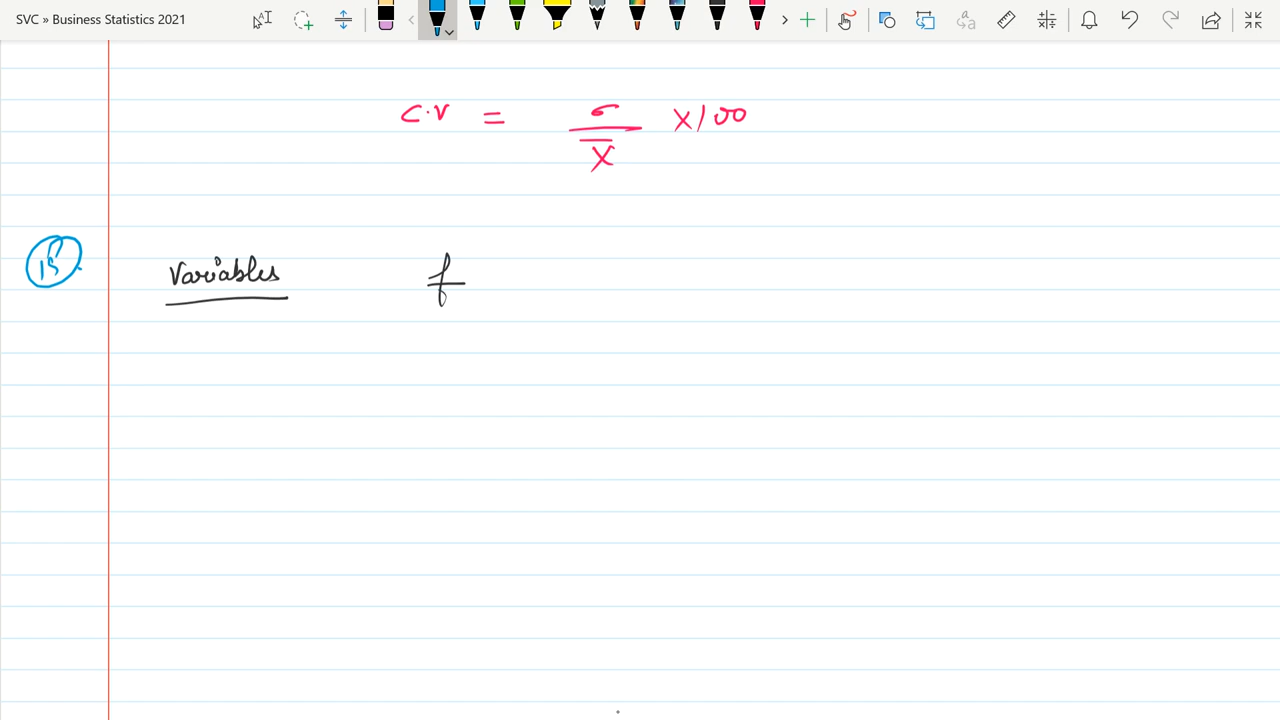 SVC » Business Statistics 2021
C.V = σ / X̅ x100
15
Variables f